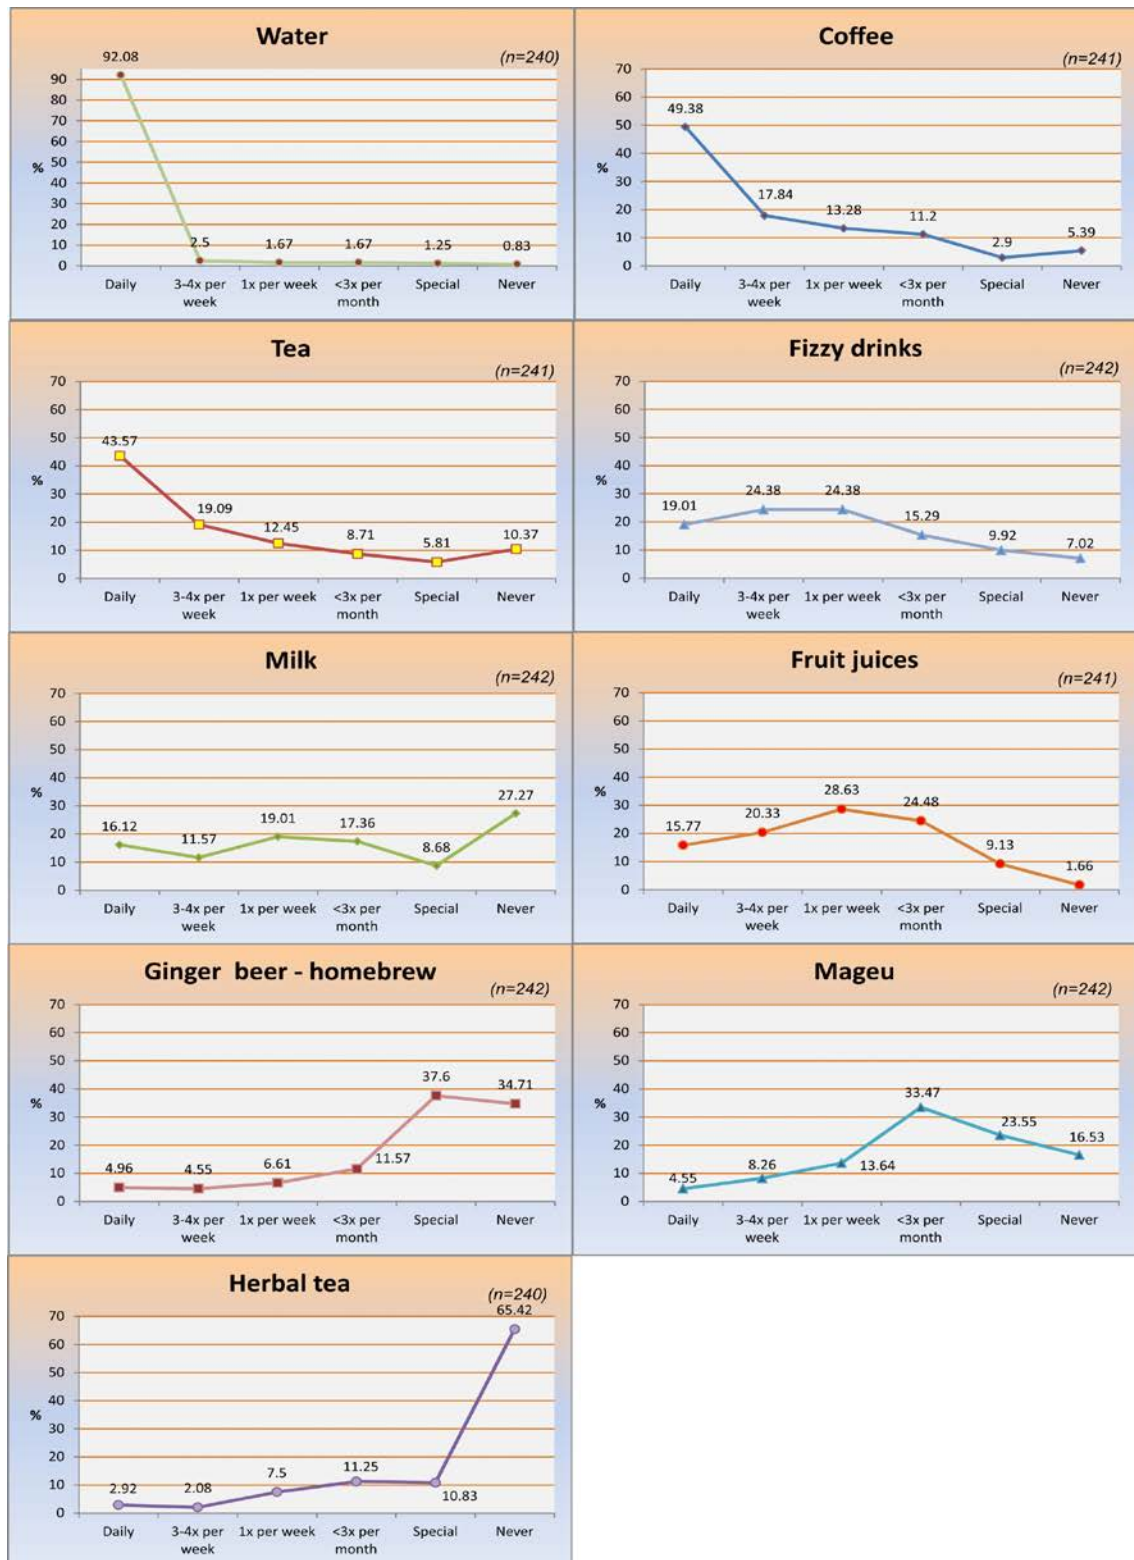 Water
(n=240)
92.08
90
80
70
60
50
40
30
20
10
0
%
2.5
1.67
1.67
1.25
0.83
Daily
3-4x per week
1x per week
<3x per month
Special
Never
Coffee
(n=241)
70
60
50
40
30
20
10
0
%
49.38
17.84
13.28
11.2
2.9
5.39
Daily
3-4x per week
1x per week
<3x per month
Special
Never
Tea
(n=241)
70
60
50
40
30
20
10
0
%
43.57
19.09
12.45
8.71
5.81
10.37
Daily
3-4x per week
1x per week
<3x per month
Special
Never
Fizzy drinks
(n=242)
70
60
50
40
30
20
10
0
%
19.01
24.38
24.38
15.29
9.92
7.02
Daily
3-4x per week
1x per week
<3x per month
Special
Never
Milk
(n=242)
70
60
50
40
30
20
10
0
%
16.12
11.57
19.01
17.36
8.68
27.27
Daily
3-4x per week
1x per week
<3x per month
Special
Never
Fruit juices
(n=241)
70
60
50
40
30
20
10
0
%
15.77
20.33
28.63
24.48
9.13
1.66
Daily
3-4x per week
1x per week
<3x per month
Special
Never
Ginger beer - homebrew
(n=242)
70
60
50
40
30
20
10
0
%
4.96
4.55
6.61
11.57
37.6
34.71
Daily
3-4x per week
1x per week
<3x per month
Special
Never
Mageu
(n=242)
70
60
50
40
30
20
10
0
%
4.55
8.26
13.64
33.47
23.55
16.53
Daily
3-4x per week
1x per week
<3x per month
Special
Never
Herbal tea
(n=240)
70
60
50
40
30
20
10
0
%
2.92
2.08
7.5
11.25
10.83
65.42
Daily
3-4x per week
1x per week
<3x per month
Special
Never